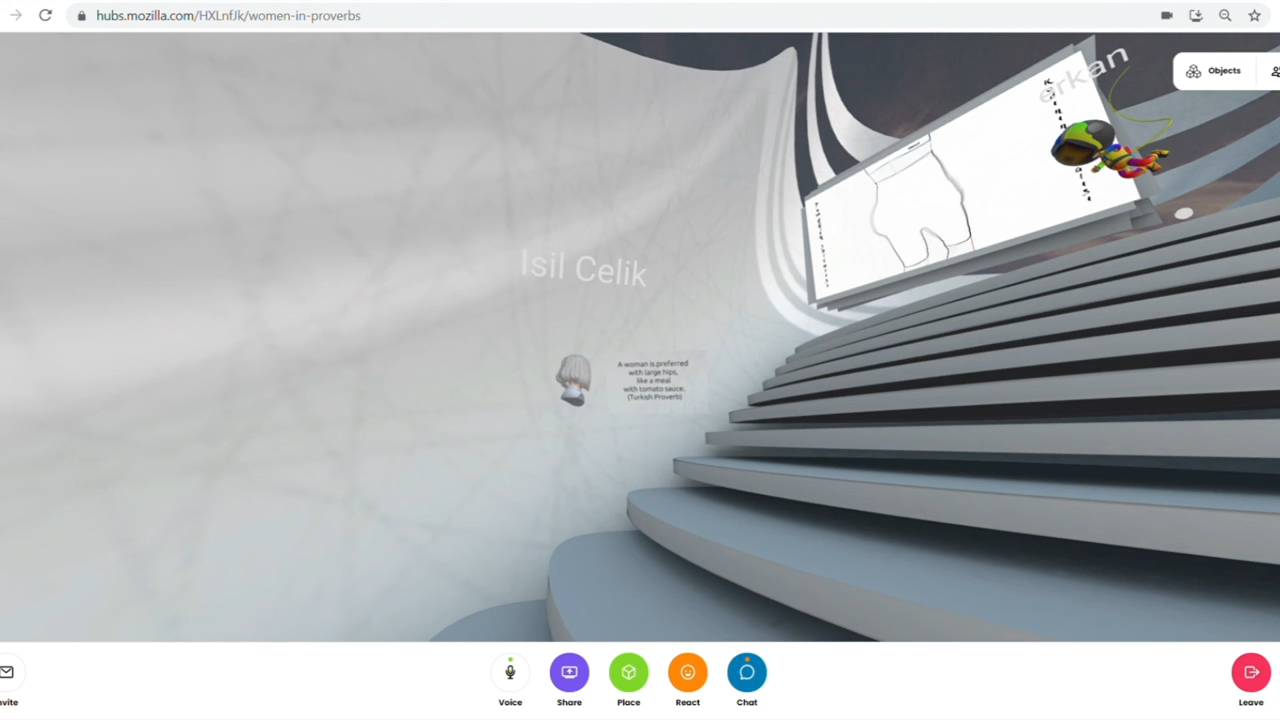 hubs.mozilla.com/HXLnfJk/women-in-proverbs
Objects
erkan
Isil Celik
A woman is preferred
with large hips,
like a meal
with tomato sauce.
(Turkish Proverb)
nvite
Voice
Share
Place
React
Chat
Leave